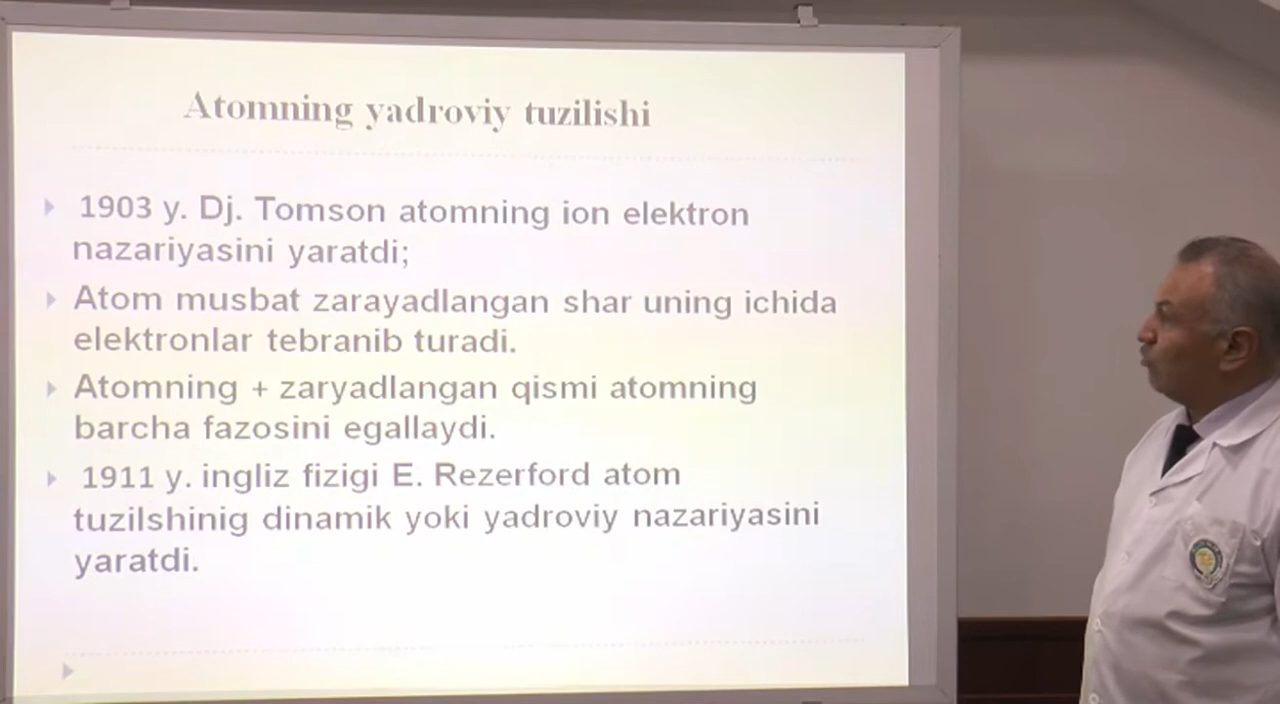 Atomning yadroviy tuzilishi
1903 y. Dj. Tomson atomning ion elektron
nazariyasini yaratdi;
Atom musbat zarayadlangan shar uning ichida
elektronlar tebranib turadi.
Atomning + zaryadlangan qismi atomning
barcha fazosini egallaydi.
1911 y. ingliz fizigi E. Rezerford atom
tuzilshinig dinamik yoki yadroviy nazariyasini
yaratdi.